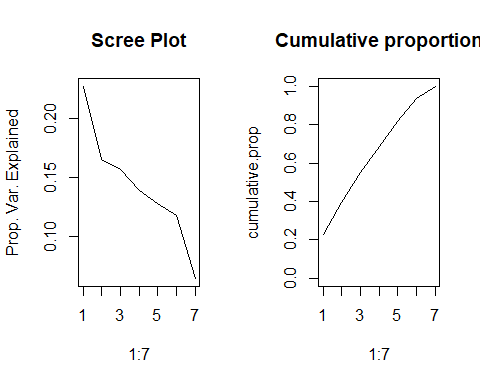 Scree Plot
Prop. Var. Explained
0.10 0.15 0.20
1 3 5 7
1:7
Cumulative proportion
cumulative.prop
0.0 0.2 0.4 0.6 0.8 1.0
1 3 5 7
1:7